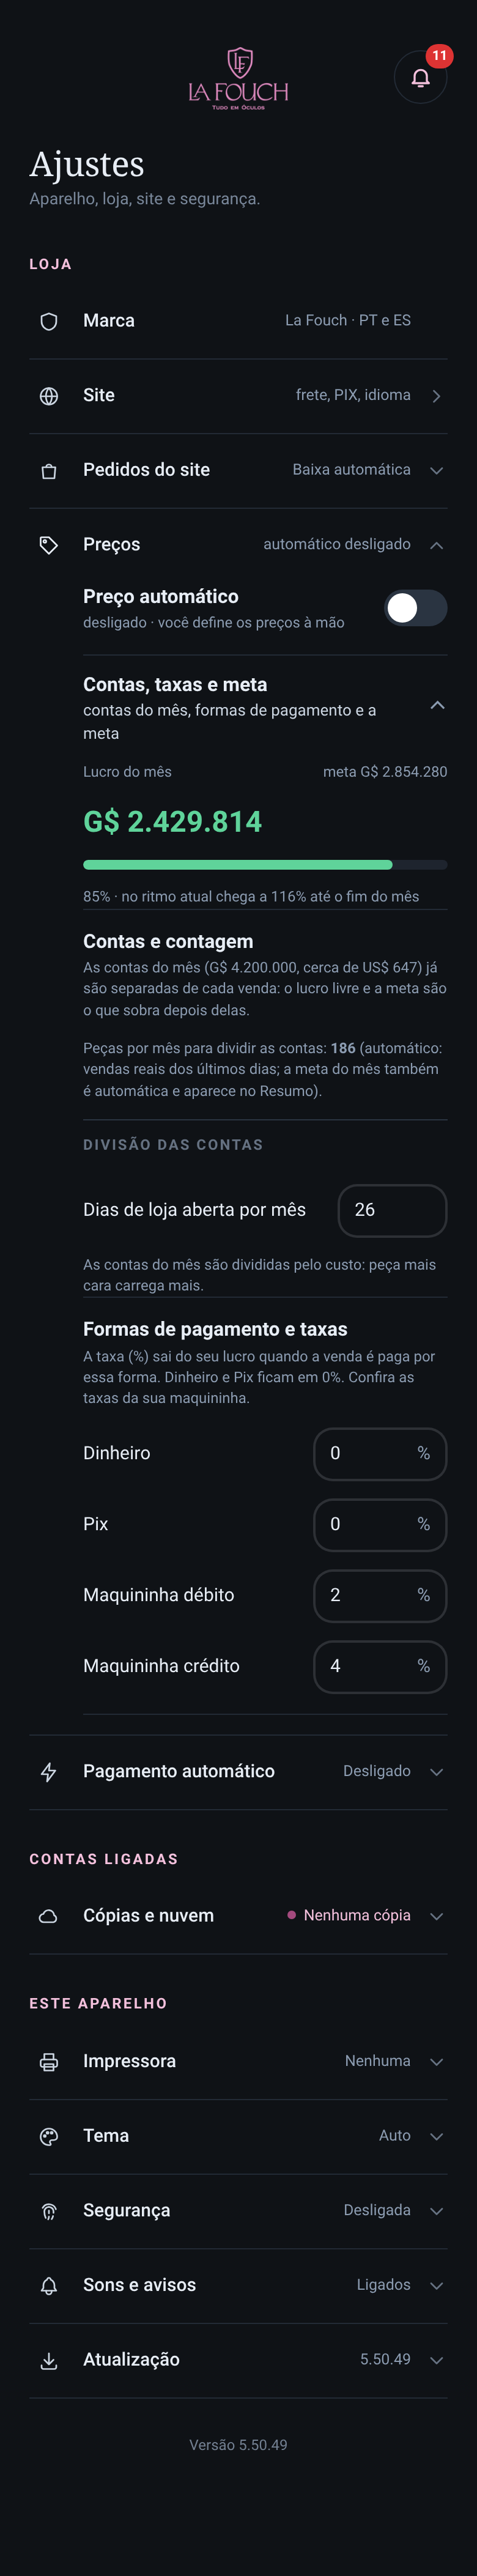 LF
LA FOUCH
TUDO EM ÓCULOS
11
Ajustes
Aparelho, loja, site e segurança.
LOJA
Marca
La Fouch · PT e ES
Site
frete, PIX, idioma
Pedidos do site
Baixa automática
Preços
automático desligado
Preço automático
desligado · você define os preços à mão
Contas, taxas e meta
contas do mês, formas de pagamento e a
meta
Lucro do mês
meta G$ 2.854.280
G$ 2.429.814
85% · no ritmo atual chega a 116% até o fim do mês
Contas e contagem
As contas do mês (G$ 4.200.000, cerca de US$ 647) já
são separadas de cada venda: o lucro livre e a meta são
o que sobra depois delas.
Peças por mês para dividir as contas: 186 (automático:
vendas reais dos últimos dias; a meta do mês também
é automática e aparece no Resumo).
DIVISÃO DAS CONTAS
Dias de loja aberta por mês
26
As contas do mês são divididas pelo custo: peça mais
cara carrega mais.
Formas de pagamento e taxas
A taxa (%) sai do seu lucro quando a venda é paga por
essa forma. Dinheiro e Pix ficam em 0%. Confira as
taxas da sua maquininha.
Dinheiro
0 %
Pix
0 %
Maquininha débito
2 %
Maquininha crédito
4 %
Pagamento automático
Desligado
CONTAS LIGADAS
Cópias e nuvem
Nenhuma cópia
ESTE APARELHO
Impressora
Nenhuma
Tema
Auto
Segurança
Desligada
Sons e avisos
Ligados
Atualização
5.50.49
Versão 5.50.49